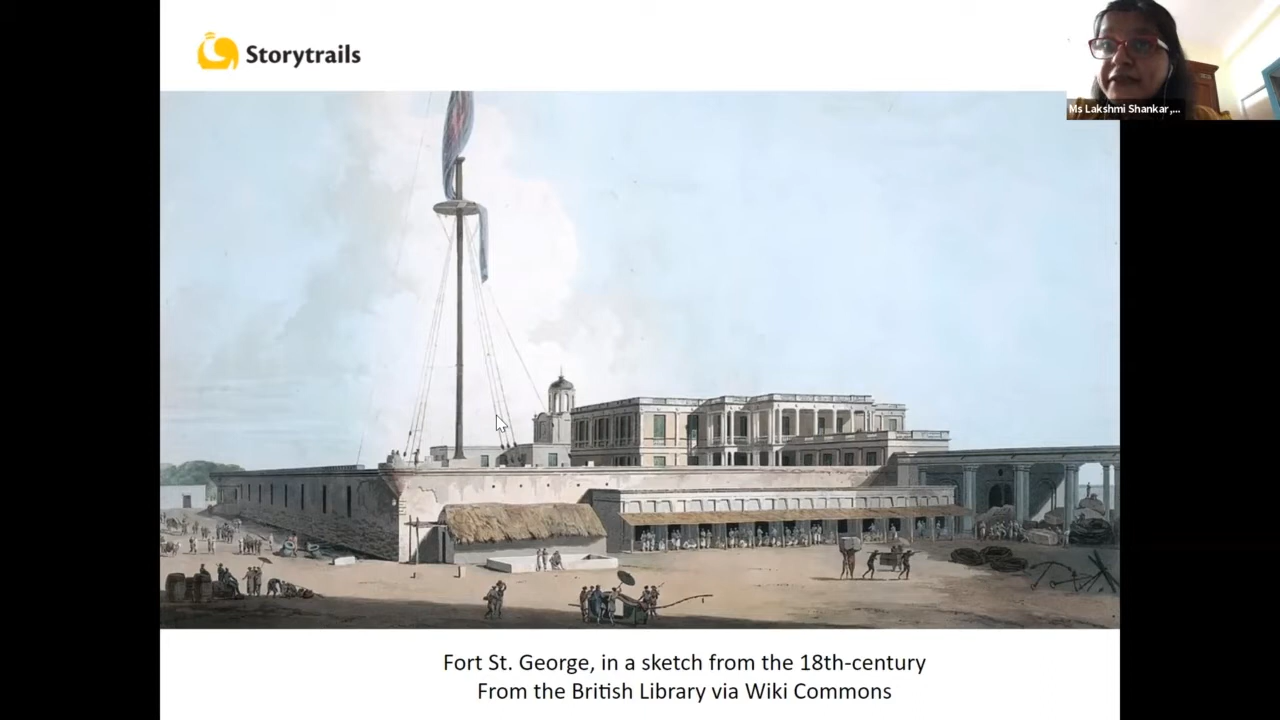 Storytrails
Ms Lakshmi Shankar,...
Fort St. George, in a sketch from the 18th-century
From the British Library via Wiki Commons